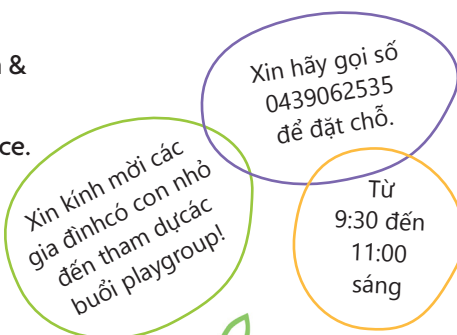 &
ce.
Xin hãy gọi số
0439062535
để đặt chỗ.
Xin kính mời các
gia đìnhcó con nhỏ
đến tham dựcác
buổi playgroup!
Từ
9:30 đến
11:00
sáng